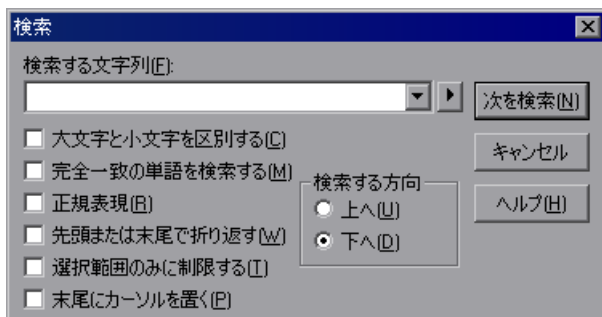 検索
検索する文字列(F):
次を検索(N)
大文字と小文字を区別する(C)
キャンセル
完全一致の単語を検索する(M)
検索する方向
正規表現(R)
上へ(U)
ヘルプ(H)
先頭または末尾で折り返す(W)
下へ(D)
選択範囲のみに制限する(T)
末尾にカーソルを置く(P)